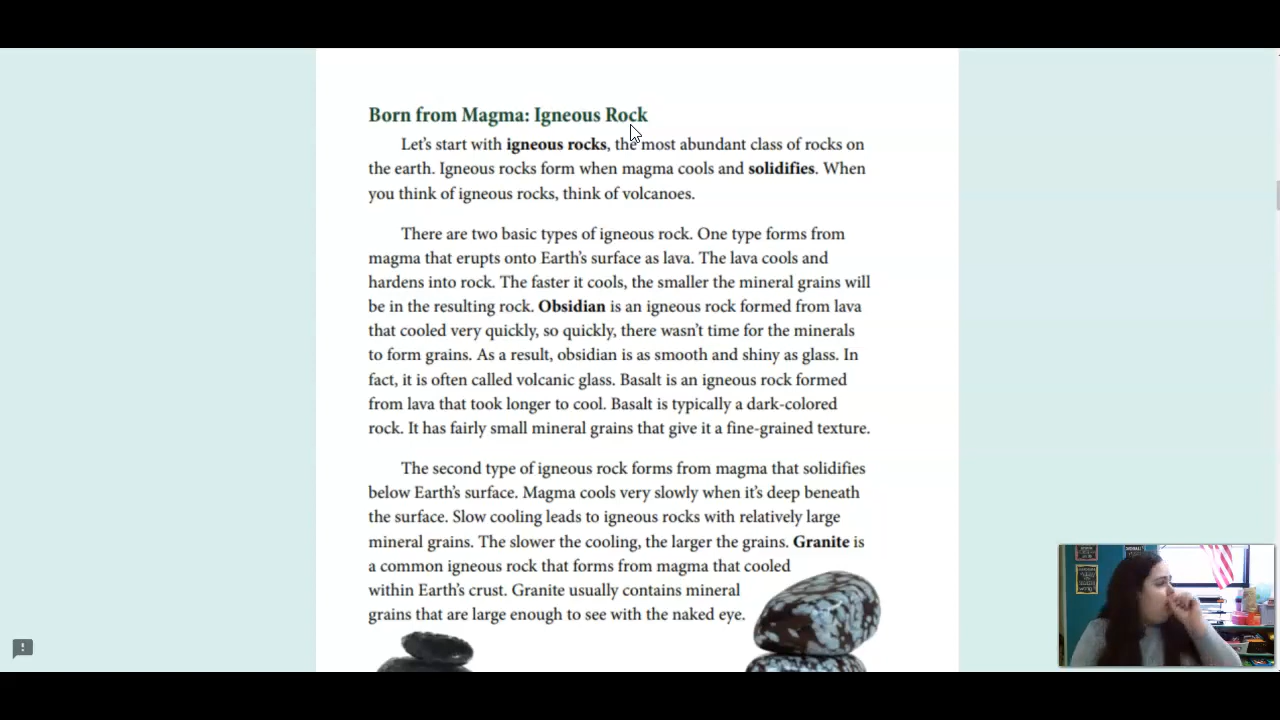 Born from Magma: Igneous Rock
Let's start with igneous rocks, the most abundant class of rocks on
the earth. Igneous rocks form when magma cools and solidifies. When
you think of igneous rocks, think of volcanoes.
There are two basic types of igneous rock. One type forms from
magma that erupts onto Earth's surface as lava. The lava cools and
hardens into rock. The faster it cools, the smaller the mineral grains will
be in the resulting rock. Obsidian is an igneous rock formed from lava
that cooled very quickly, so quickly, there wasn't time for the minerals
to form grains. As a result, obsidian is as smooth and shiny as glass. In
fact, it is often called volcanic glass. Basalt is an igneous rock formed
from lava that took longer to cool. Basalt is typically a dark-colored
rock. It has fairly small mineral grains that give it a fine-grained texture.
The second type of igneous rock forms from magma that solidifies
below Earth's surface. Magma cools very slowly when it's deep beneath
the surface. Slow cooling leads to igneous rocks with relatively large
mineral grains. The slower the cooling, the larger the grains. Granite is
a common igneous rock that forms from magma that cooled
within Earth's crust. Granite usually contains mineral
grains that are large enough to see with the naked eye.